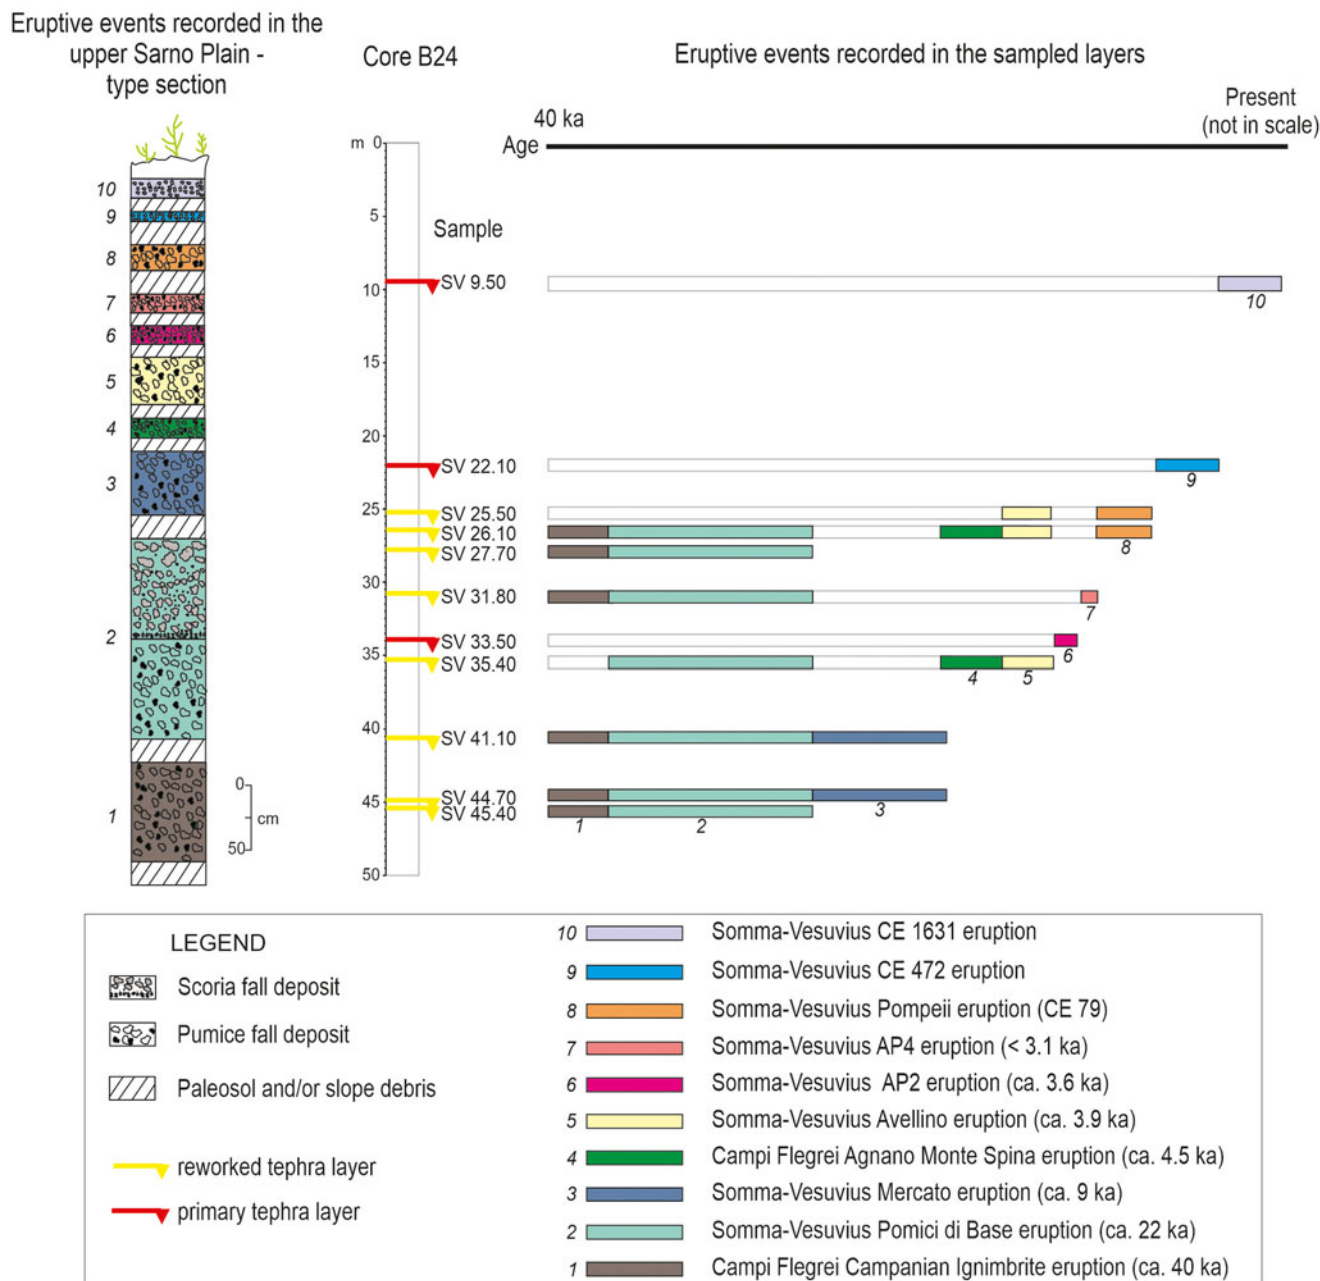 Eruptive events recorded in the
upper Sarno Plain -
type section
Core B24
Eruptive events recorded in the sampled layers
40 ka
Present
(not in scale)
Age
m 0
5
10
15
20
25
30
35
40
45
50
Sample
10
9
8
7
6
5
4
3
2
1
0
cm
50
SV 9.50
10
SV 22.10
9
SV 25.50
SV 26.10
8
SV 27.70
SV 31.80
7
SV 33.50
6
SV 35.40
4
5
SV 41.10
SV 44.70
3
SV 45.40
1
2
LEGEND
Scoria fall deposit
Pumice fall deposit
Paleosol and/or slope debris
reworked tephra layer
primary tephra layer
10 Somma-Vesuvius CE 1631 eruption
9 Somma-Vesuvius CE 472 eruption
8 Somma-Vesuvius Pompeii eruption (CE 79)
7 Somma-Vesuvius AP4 eruption (< 3.1 ka)
6 Somma-Vesuvius AP2 eruption (ca. 3.6 ka)
5 Somma-Vesuvius Avellino eruption (ca. 3.9 ka)
4 Campi Flegrei Agnano Monte Spina eruption (ca. 4.5 ka)
3 Somma-Vesuvius Mercato eruption (ca. 9 ka)
2 Somma-Vesuvius Pomici di Base eruption (ca. 22 ka)
1 Campi Flegrei Campanian Ignimbrite eruption (ca. 40 ka)